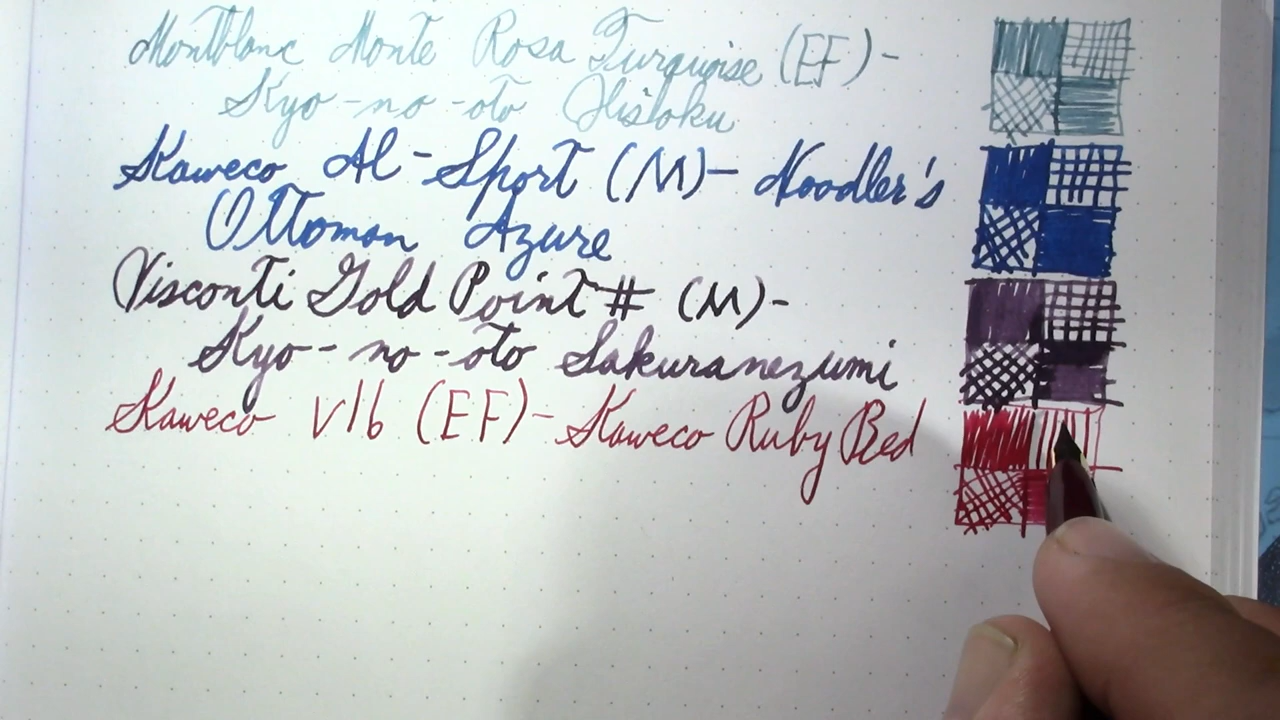 Montblanc Monte Rosa Turquoise (EF) -
Kyo - no - oto Hisoku
Kaweco Al - Sport (M) - Noodler's
Ottoman Azure
Visconti Gold Point # (M) -
Kyo - no - oto Sakuranezumi
Kaweco V16 (EF) - Kaweco Ruby Red